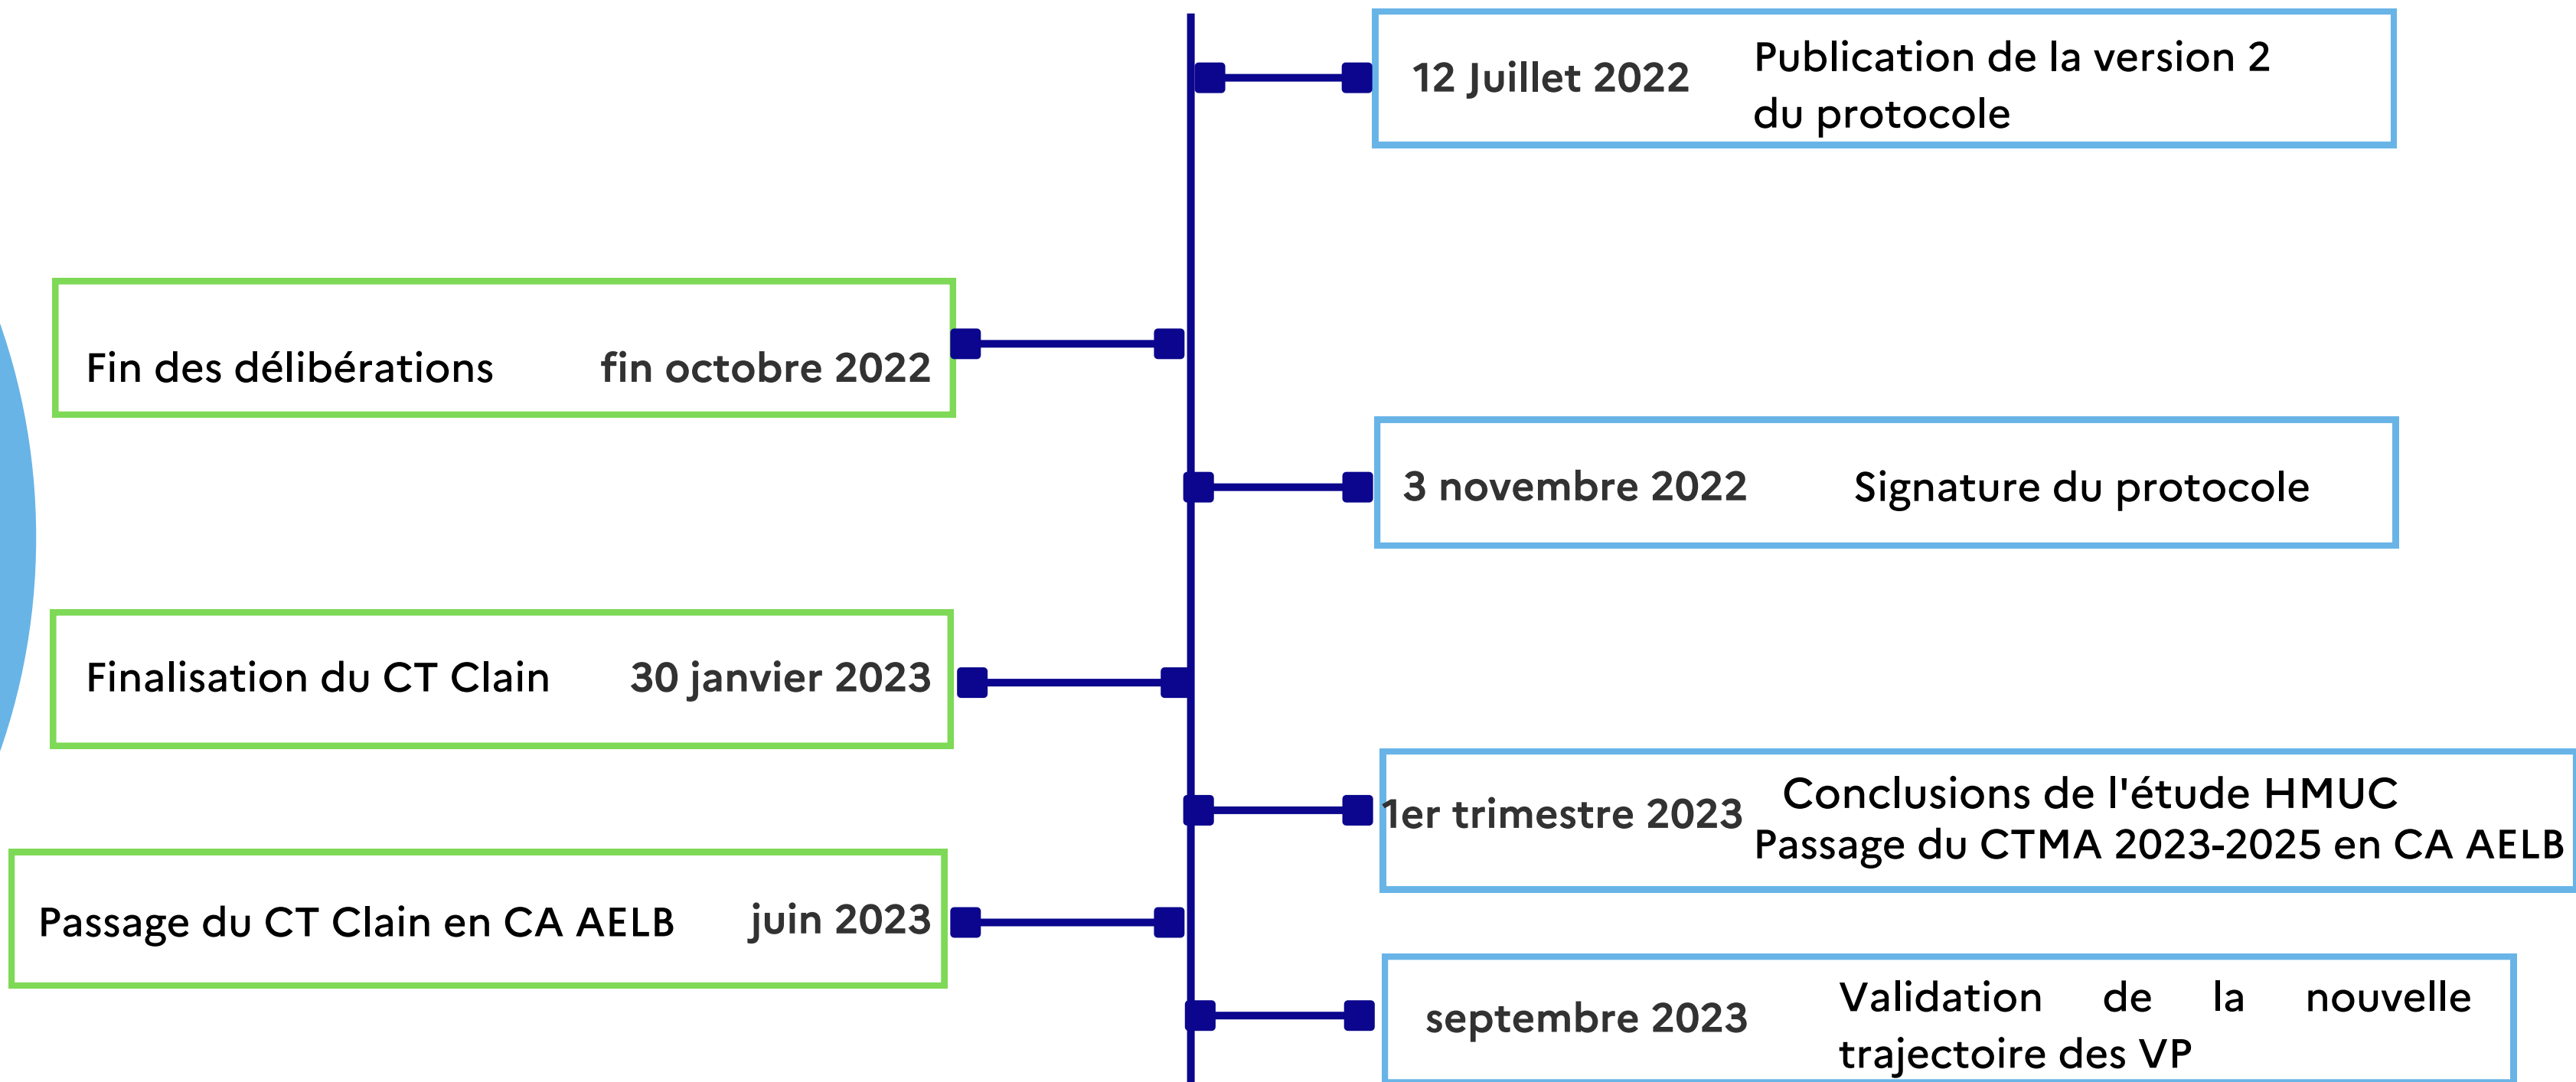 12 Juillet 2022
Publication de la version 2
du protocole
Fin des délibérations
fin octobre 2022
3 novembre 2022
Signature du protocole
Finalisation du CT Clain
30 janvier 2023
1er trimestre 2023
Conclusions de l'étude HMUC
Passage du CTMA 2023-2025 en CA AELB
Passage du CT Clain en CA AELB
juin 2023
septembre 2023
Validation de la nouvelle
trajectoire des VP